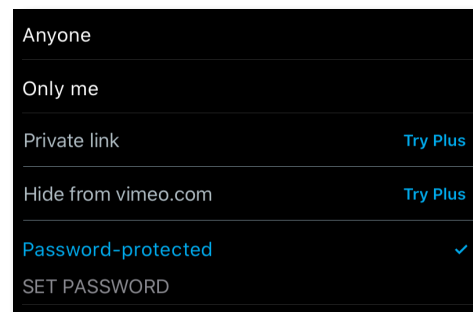 Anyone
Only me
Private link Try Plus
Hide from vimeo.com Try Plus
Password-protected
SET PASSWORD